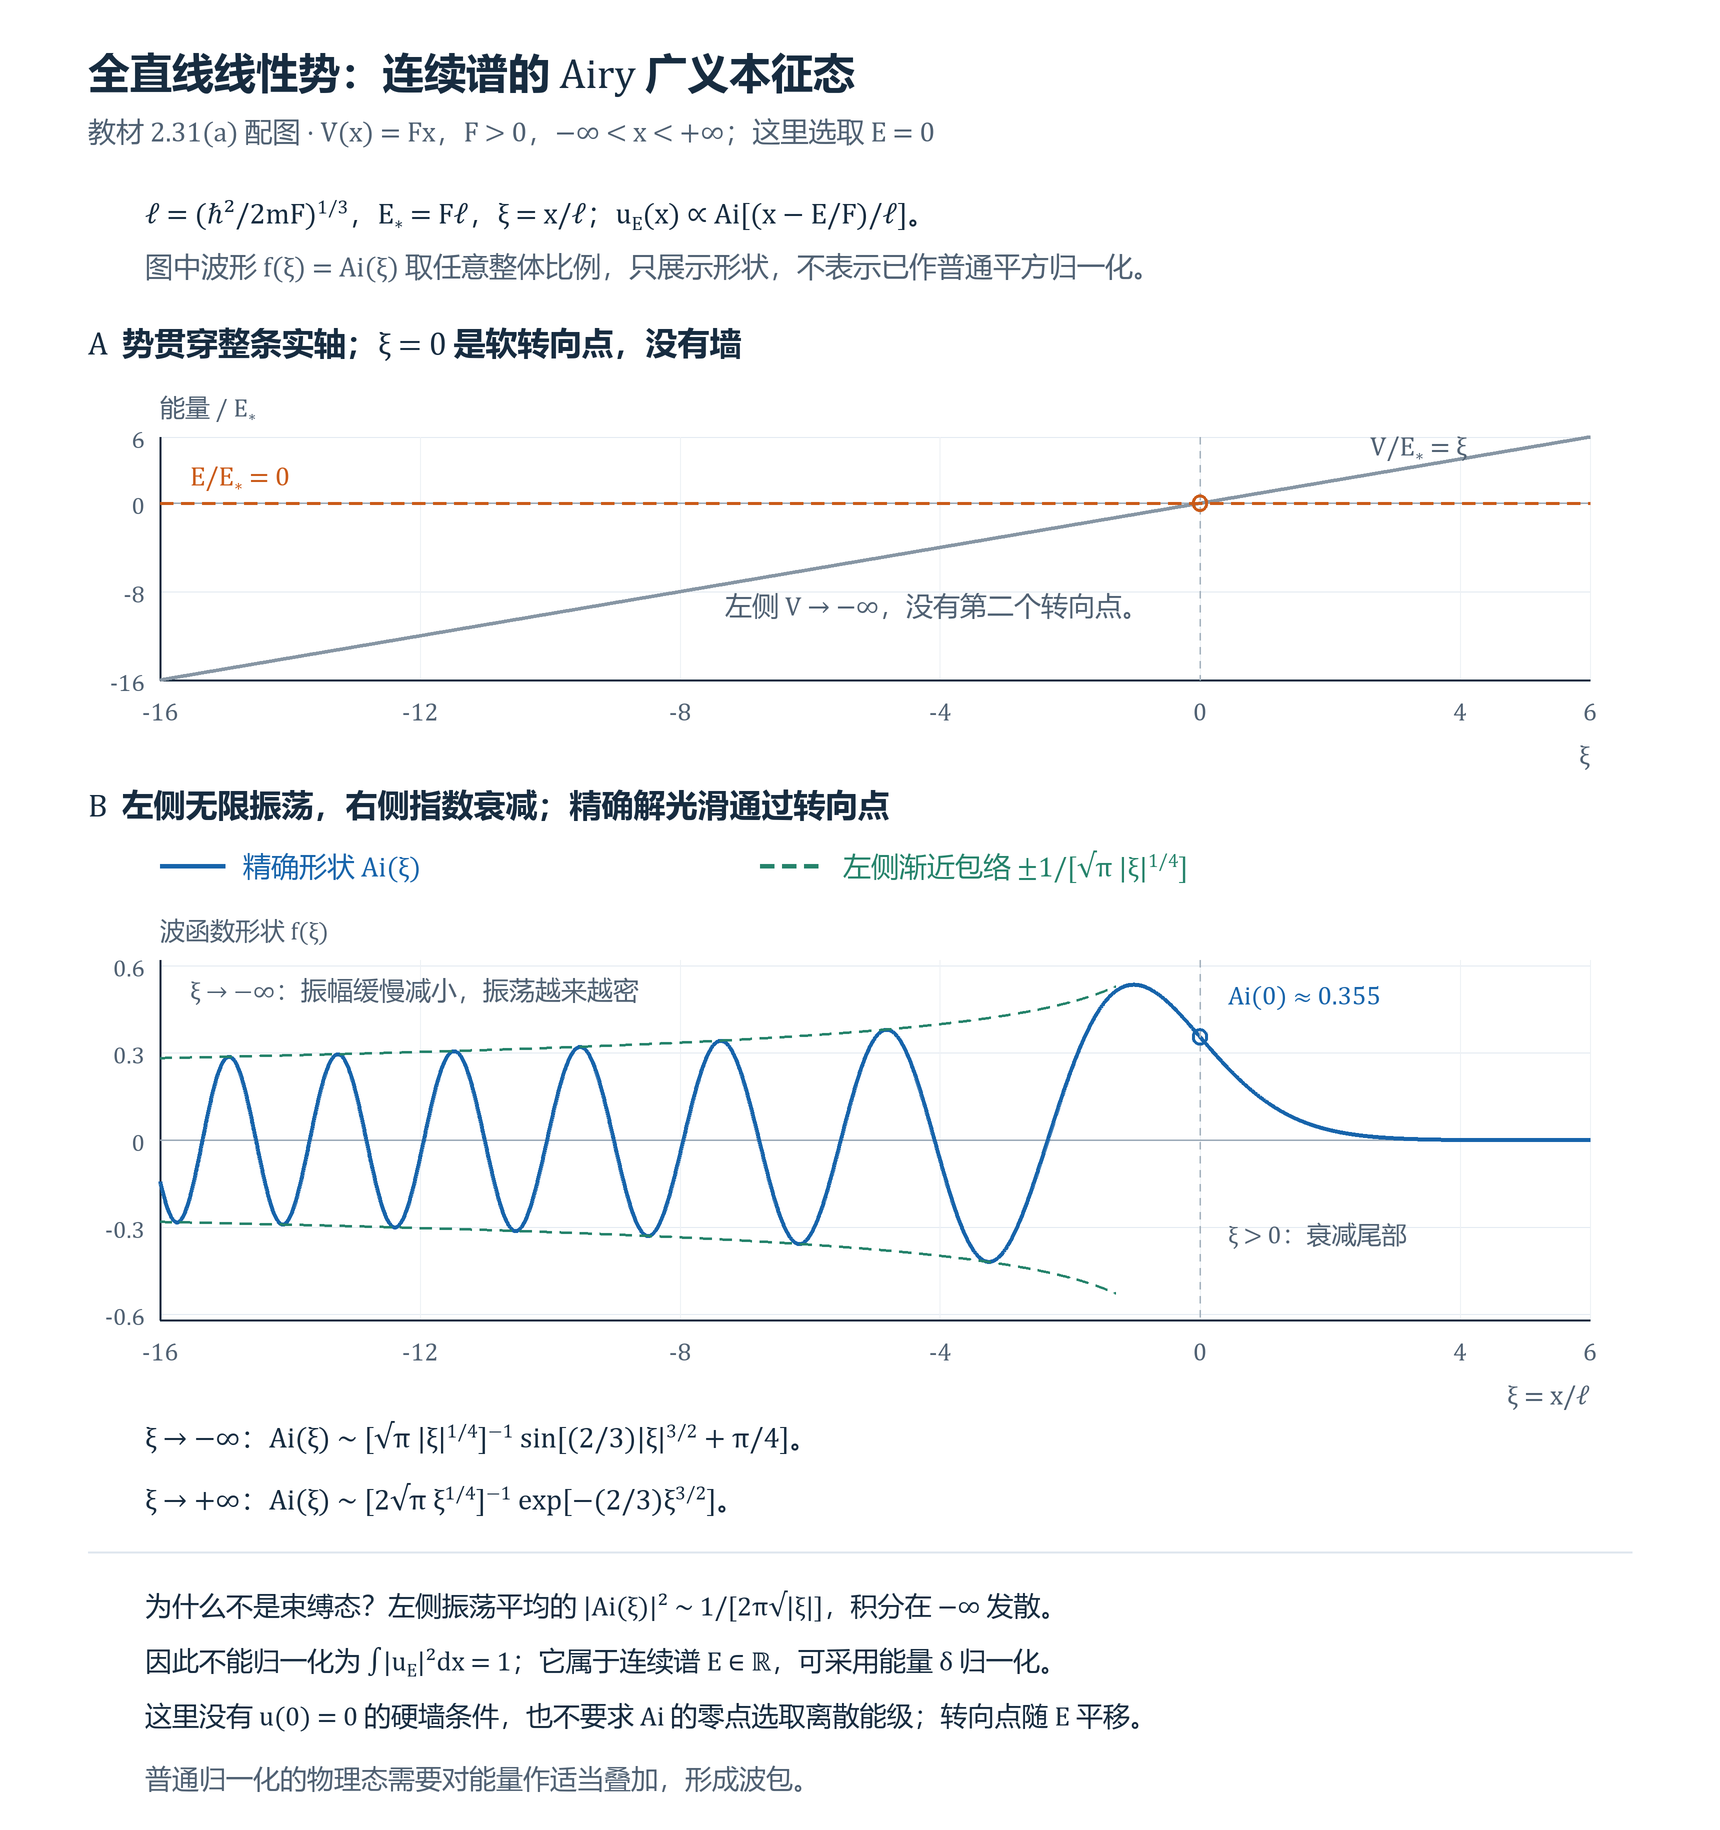 全直线线性势：连续谱的 Airy 广义本征态
教材 2.31(a) 配图 · V(x) = Fx，F > 0，−∞ < x < +∞；这里选取 E = 0
ℓ = (ℏ²/2mF)¹ᐟ³，E* = Fℓ，ξ = x/ℓ；u_E(x) ∝ Ai[(x − E/F)/ℓ]。
图中波形 f(ξ) = Ai(ξ) 取任意整体比例，只展示形状，不表示已作普通平方归一化。
A 势贯穿整条实轴；ξ = 0 是软转向点，没有墙
能量 / E*
6
V/E* = ξ
E/E* = 0
0
-8
左侧 V → −∞，没有第二个转向点。
-16
-16 -12 -8 -4 0 4 6
ξ
B 左侧无限振荡，右侧指数衰减；精确解光滑通过转向点
精确形状 Ai(ξ) 左侧渐近包络 ±1/[√π |ξ|¹ᐟ⁴]
波函数形状 f(ξ)
0.6
ξ → −∞：振幅缓慢减小，振荡越来越密
Ai(0) ≈ 0.355
0.3
0
-0.3
ξ > 0：衰减尾部
-0.6
-16 -12 -8 -4 0 4 6
ξ = x/ℓ
ξ → −∞：Ai(ξ) ~ [√π |ξ|¹ᐟ⁴]⁻¹ sin[(2/3)|ξ|³ᐟ² + π/4]。
ξ → +∞：Ai(ξ) ~ [2√π ξ¹ᐟ⁴]⁻¹ exp[−(2/3)ξ³ᐟ²]。
为什么不是束缚态？左侧振荡平均的 |Ai(ξ)|² ~ 1/[2π√|ξ|]，积分在 −∞ 发散。
因此不能归一化为 ∫|u_E|²dx = 1；它属于连续谱 E ∈ ℝ，可采用能量 δ 归一化。
这里没有 u(0) = 0 的硬墙条件，也不要求 Ai 的零点选取离散能级；转向点随 E 平移。
普通归一化的物理态需要对能量作适当叠加，形成波包。